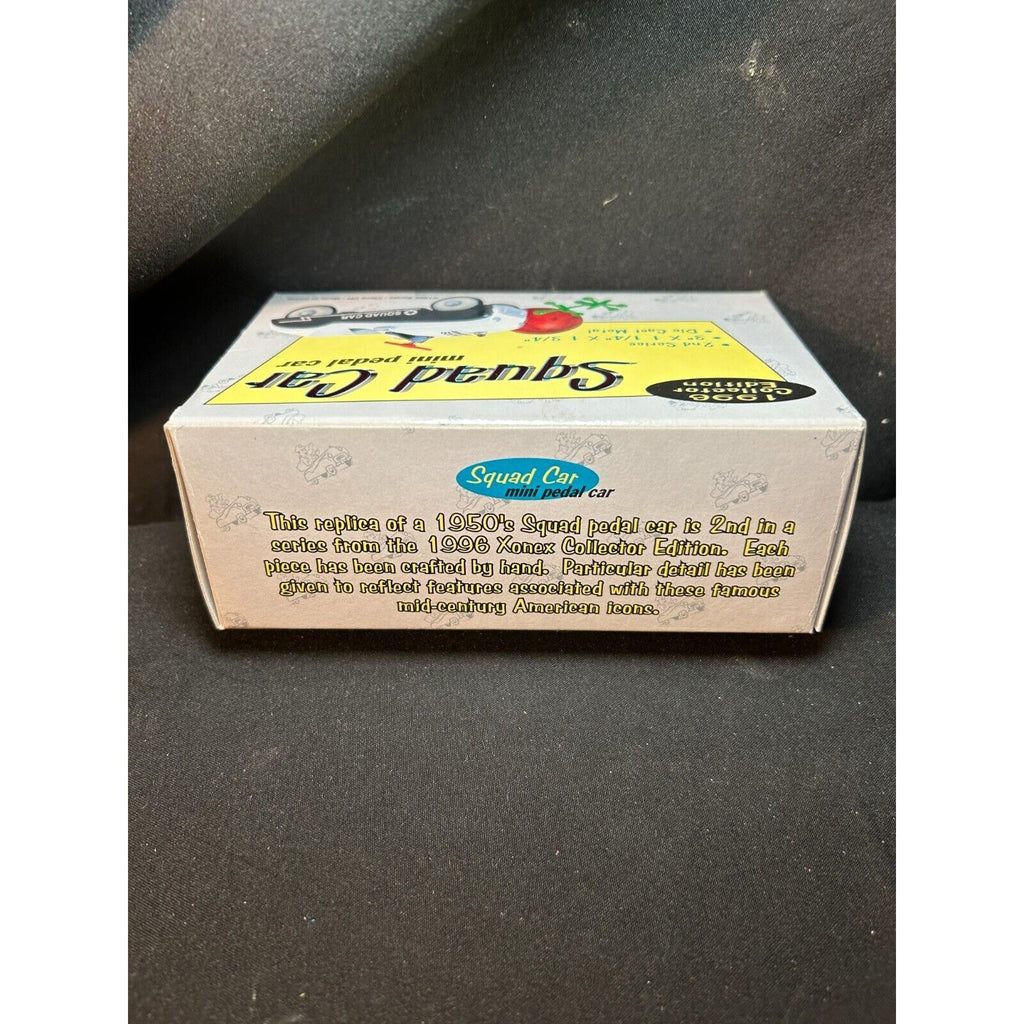 Squad Car
mini pedal car
This replica of a 1950's Squad pedal car is 2nd in a
series from the 1996 Xonex Collector Edition. Each
piece has been crafted by hand. Particular detail has been
given to reflect features associated with these famous
mid-century American icons.
1996
Collector
Edition
Squad Car
mini pedal car
• 2nd Series
• 3" X 1 1/4" X 1 3/4"
• Die Cast Metal
SQUAD CAR